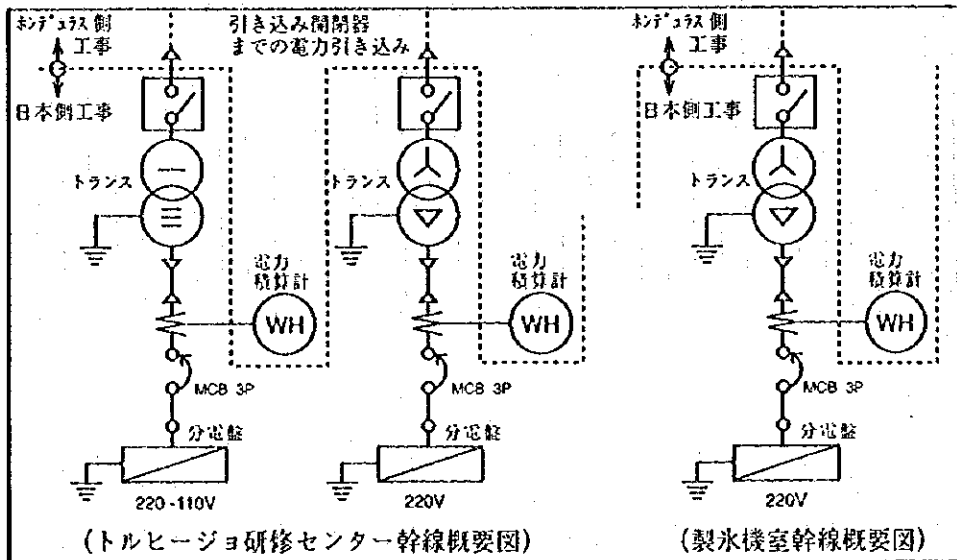 ホンデュラス側
工事
日本側工事
引き込み開閉器
までの電力引き込み
ホンデュラス側
工事
日本側工事
トランス
トランス
トランス
電力
積算計
WH
電力
積算計
WH
電力
積算計
WH
MCB 3P
MCB 3P
MCB 3P
分電盤
分電盤
分電盤
220-110V
220V
220V
(トルヒージョ研修センター幹線概要図)
(製氷機室幹線概要図)